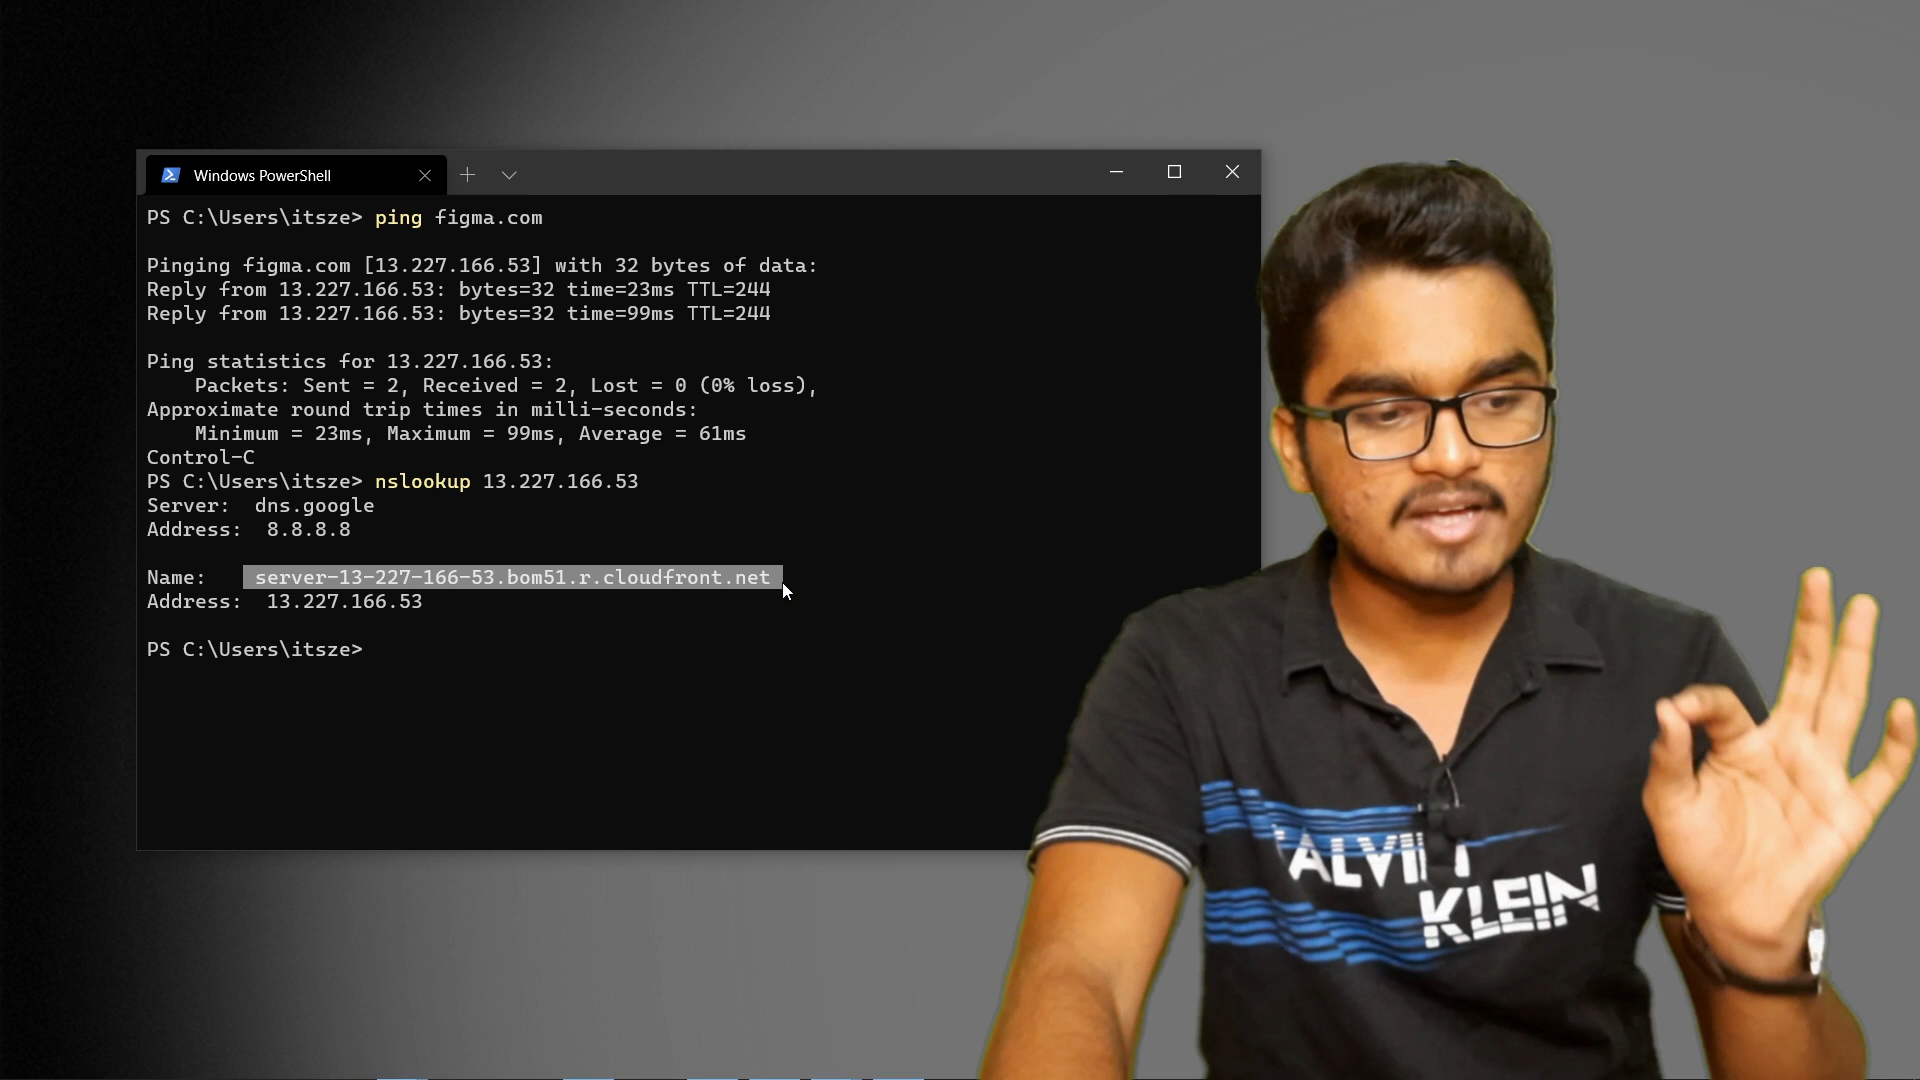 Windows PowerShell
PS C:\Users\itsze> ping figma.com
Pinging figma.com [13.227.166.53] with 32 bytes of data:
Reply from 13.227.166.53: bytes=32 time=23ms TTL=244
Reply from 13.227.166.53: bytes=32 time=99ms TTL=244
Ping statistics for 13.227.166.53:
Packets: Sent = 2, Received = 2, Lost = 0 (0% loss),
Approximate round trip times in milli-seconds:
Minimum = 23ms, Maximum = 99ms, Average = 61ms
Control-C
PS C:\Users\itsze> nslookup 13.227.166.53
Server: dns.google
Address: 8.8.8.8
Name: server-13-227-166-53.bom51.r.cloudfront.net
Address: 13.227.166.53
PS C:\Users\itsze>
ALVIN
KLEIN